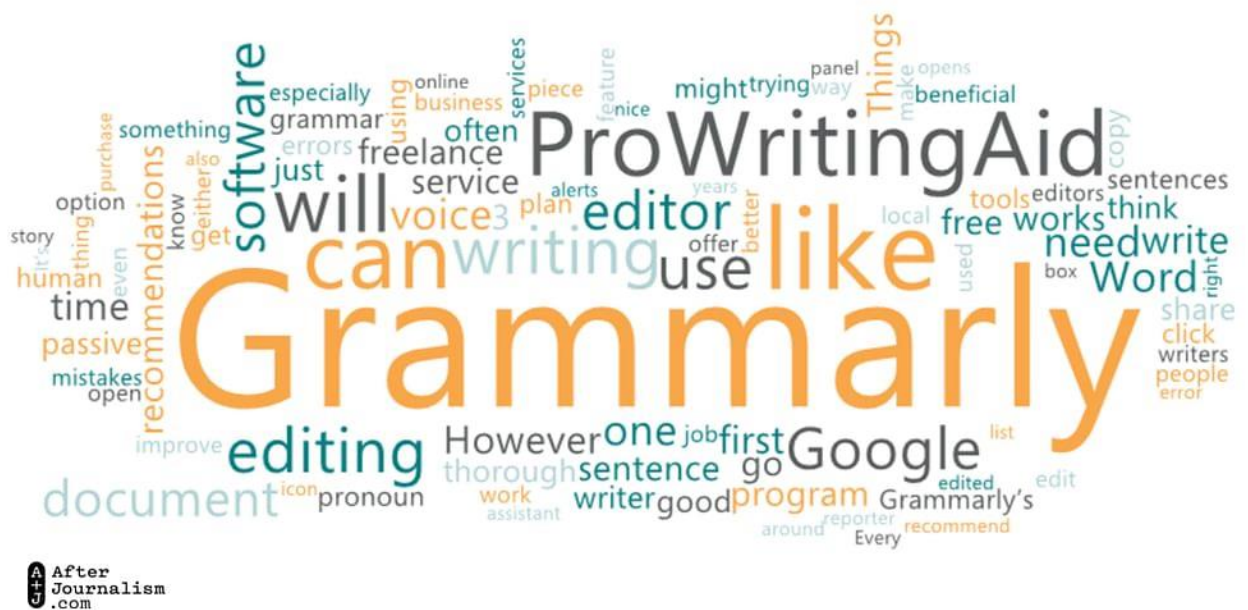 Things
panel
opens
software
online
services
piece
feature
might
trying
way
make
especially
using
business
nice
beneficial
grammar
often
ProWritingAid
copy
purchase
something
errors
freelance
recommendations
also
just
service
alerts
years
tools
editors
sentences
option
know
either
will
voice
3
plan
editor
better
local
free
works
think
story
thing
get
can
writing
offer
like
need
write
It's
even
human
use
used
box
Word
right
time
Grammarly
share
passive
click
writers
mistakes
people
open
error
improve
editing
However
one
job
first
Google
list
thorough
sentence
go
document
icon
pronoun
work
writer
good
program
edited
edit
Grammarly's
assistant
around
reporter
recommend
Every
A+J
After
Journalism
.com